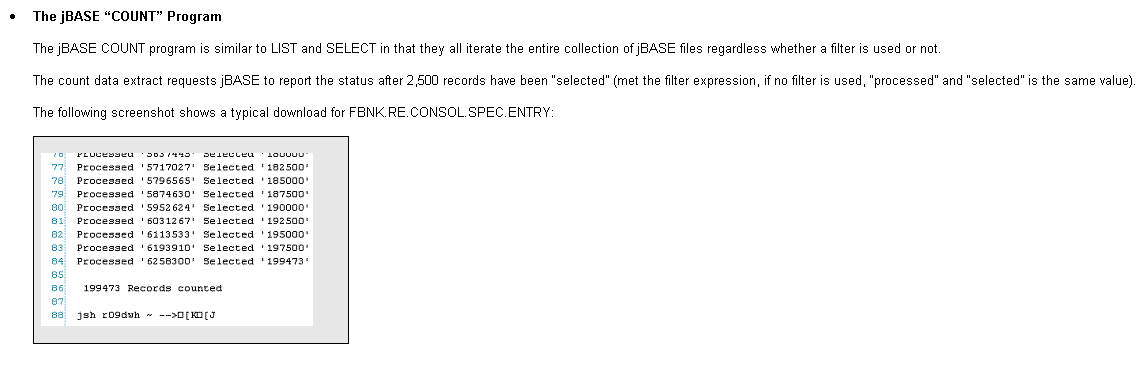 • The jBASE “COUNT” Program
The jBASE COUNT program is similar to LIST and SELECT in that they all iterate the entire collection of jBASE files regardless whether a filter is used or not.
The count data extract requests jBASE to report the status after 2,500 records have been "selected" (met the filter expression, if no filter is used, "processed" and "selected" is the same value).
The following screenshot shows a typical download for FBNK.RE.CONSOL.SPEC.ENTRY:
76 Processed '5637445' Selected '180000'
77 Processed '5717027' Selected '182500'
78 Processed '5796565' Selected '185000'
79 Processed '5874630' Selected '187500'
80 Processed '5952624' Selected '190000'
81 Processed '6031267' Selected '192500'
82 Processed '6113533' Selected '195000'
83 Processed '6193910' Selected '197500'
84 Processed '6258300' Selected '199473'
85
86 199473 Records counted
87
88 jsh r09dwh ~ -->□[K□[J